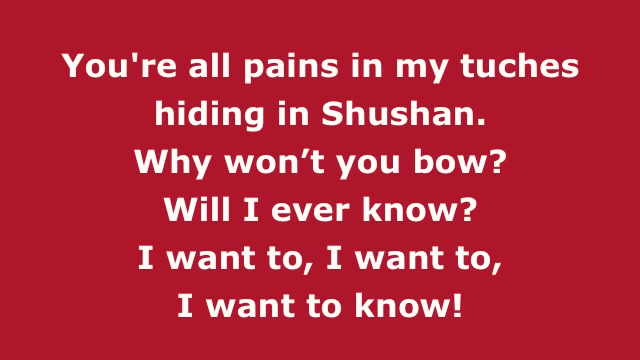 You're all pains in my tuches
hiding in Shushan.
Why won’t you bow?
Will I ever know?
I want to, I want to,
I want to know!